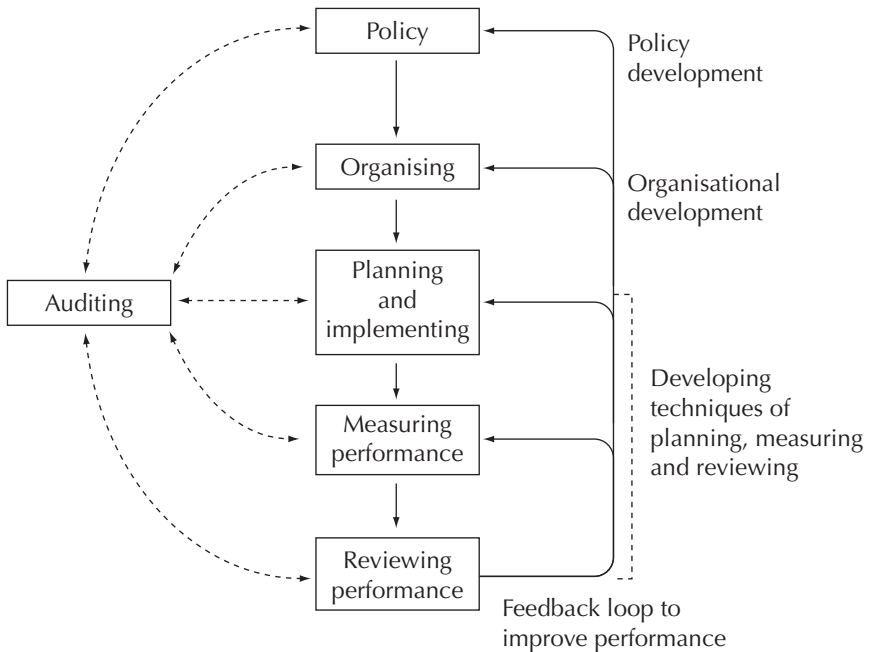 Policy
Policy
development
Organising
Organisational
development
Planning
and
implementing
Auditing
Developing
techniques of
planning, measuring
and reviewing
Measuring
performance
Reviewing
performance
Feedback loop to
improve performance